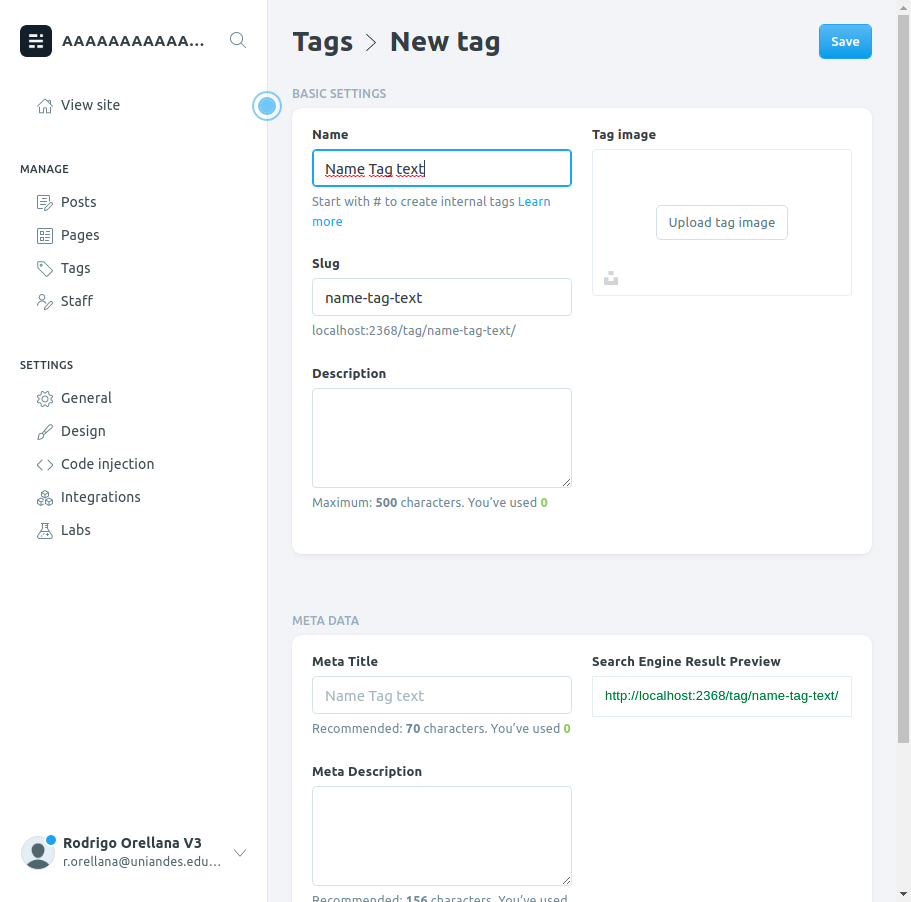 AAAAAAAAAAAA...
View site
MANAGE
Posts
Pages
Tags
Staff
SETTINGS
General
Design
Code injection
Integrations
Labs
Rodrigo Orellana V3
r.orellana@uniandes.edu...
Tags > New tag
Save
BASIC SETTINGS
Name
Name Tag text
Start with # to create internal tags Learn
more
Slug
name-tag-text
localhost:2368/tag/name-tag-text/
Description
Maximum: 500 characters. You’ve used 0
Tag image
Upload tag image
META DATA
Meta Title
Name Tag text
Recommended: 70 characters. You’ve used 0
Meta Description
Recommended: 156 characters. You’ve used
Search Engine Result Preview
http://localhost:2368/tag/name-tag-text/